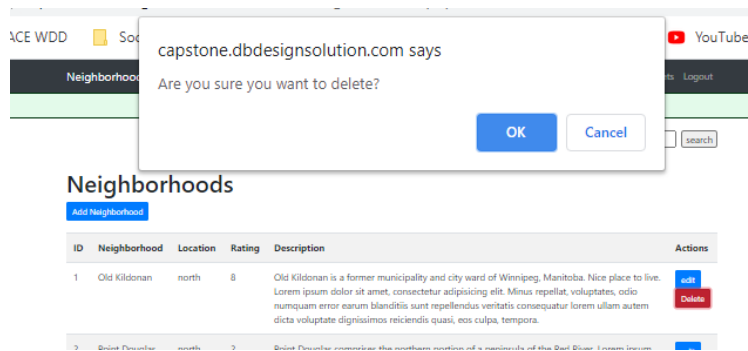 ACE WDD
YouTube
capstone.dbdesignsolution.com says
Are you sure you want to delete?
OK Cancel
Logout
search
Neighborhoods
Add Neighborhood
ID Neighborhood Location Rating Description Actions
1 Old Kildonan north 8 Old Kildonan is a former municipality and city ward of Winnipeg, Manitoba. Nice place to live. edit
Lorem ipsum dolor sit amet, consectetur adipisicing elit. Minus repellat, voluptates, odio Delete
numquam error earum blanditiis sunt repellendus veritatis consequatur lorem ullam autem
dicta voluptate dignissimos reiciendis quasi, eos culpa, tempora.
2 Point Douglas north 2 Point Douglas comprises the northern portion of a peninsula of the Red River. Lorem ipsum